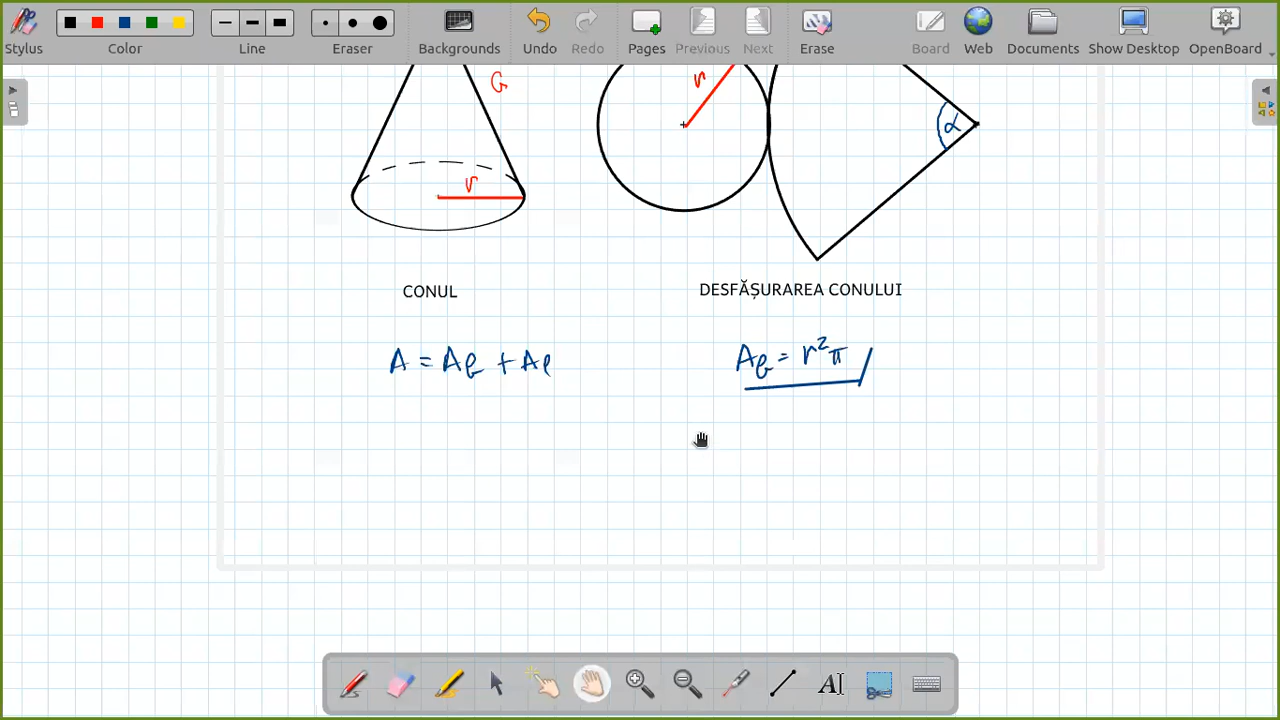 Stylus Color Line Eraser Backgrounds Undo Redo Pages Previous Next Erase Board Web Documents Show Desktop OpenBoard
G
r
r
α
CONUL
DESFĂȘURAREA CONULUI
A = Ab + Al
Ab = r²π
A